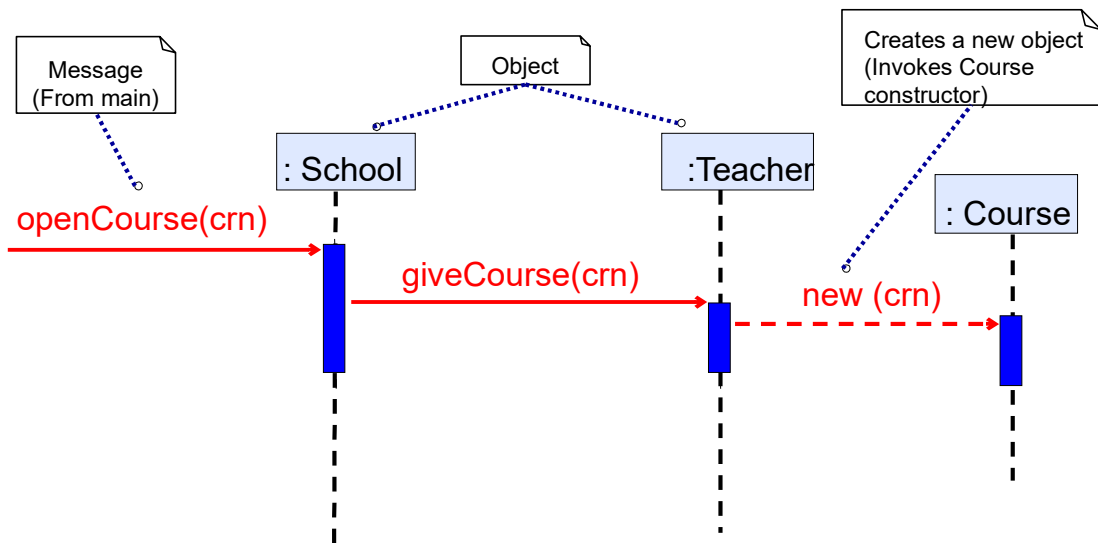 Message
(From main)
Object
Creates a new object
(Invokes Course
constructor)
: School
:Teacher
: Course
openCourse(crn)
giveCourse(crn)
new (crn)